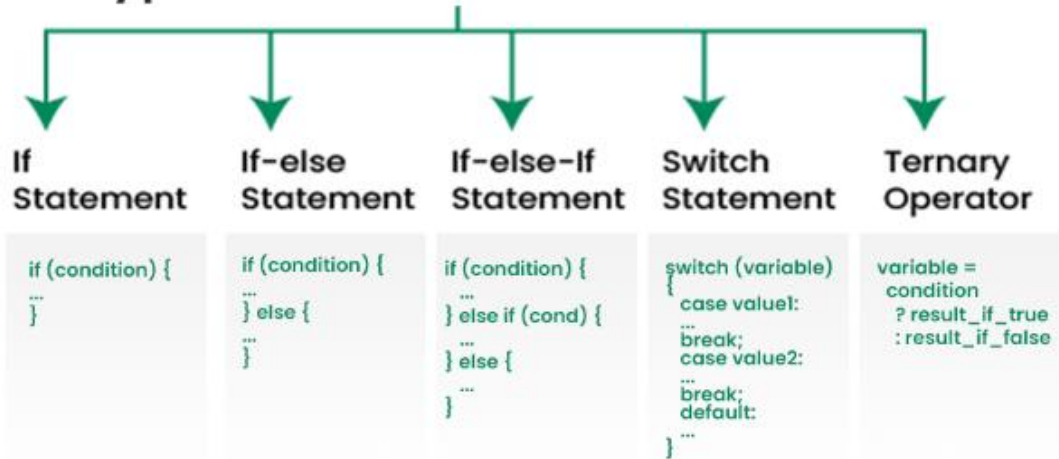 If
Statement
if (condition) {
...
}
If-else
Statement
if (condition) {
...
} else {
...
}
If-else-If
Statement
if (condition) {
...
} else if (cond) {
...
} else {
...
}
Switch
Statement
switch (variable)
{
case value1:
...
break;
case value2:
...
break;
default:
...
}
Ternary
Operator
variable =
condition
? result_if_true
: result_if_false